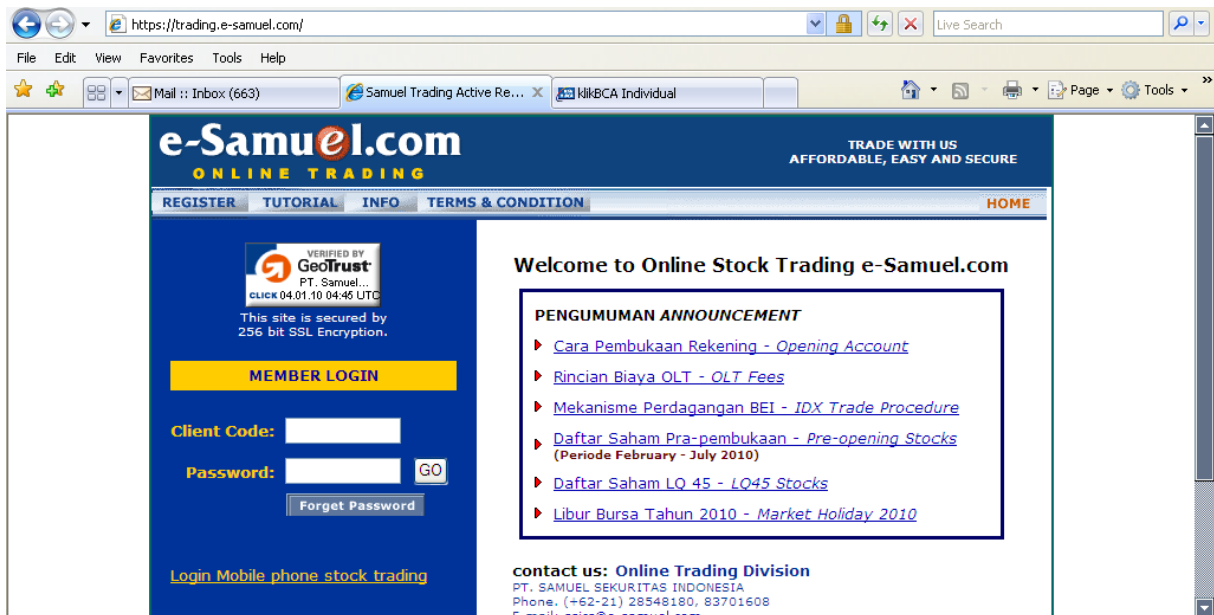 https://trading.e-samuel.com/
Live Search
File Edit View Favorites Tools Help
Mail :: Inbox (663)
Samuel Trading Active Re...
klikBCA Individual
Page
Tools
e-Samuel.com
ONLINE TRADING
TRADE WITH US
AFFORDABLE, EASY AND SECURE
REGISTER TUTORIAL INFO TERMS & CONDITION HOME
VERIFIED BY
GeoTrust
PT. Samuel...
CLICK 04.01.10 04:45 UTC
This site is secured by
256 bit SSL Encryption.
MEMBER LOGIN
Client Code:
Password:
GO
Forget Password
Login Mobile phone stock trading
Welcome to Online Stock Trading e-Samuel.com
PENGUMUMAN ANNOUNCEMENT
Cara Pembukaan Rekening - Opening Account
Rincian Biaya OLT - OLT Fees
Mekanisme Perdagangan BEI - IDX Trade Procedure
Daftar Saham Pra-pembukaan - Pre-opening Stocks
(Periode February - July 2010)
Daftar Saham LQ 45 - LQ45 Stocks
Libur Bursa Tahun 2010 - Market Holiday 2010
contact us: Online Trading Division
PT. SAMUEL SEKURITAS INDONESIA
Phone. (+62-21) 28548180, 83701608